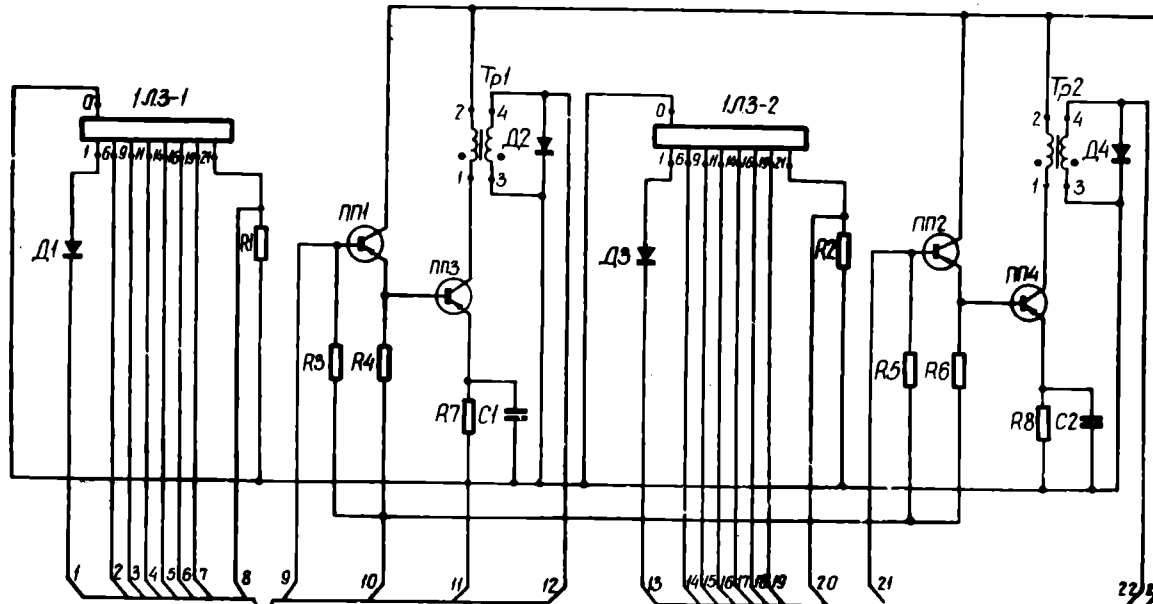 Тр1
Тр2
1ЛЗ-1
1ЛЗ-2
0
0
2 4
2 4
Д2
Д4
1 6 9 11 14 16 19 21
1 6 9 11 14 16 18 19 21
1 3
1 3
ПП1
ПП2
Д1
R1
Д3
R2
ПП3
ПП4
R3 R4
R5 R6
R7 С1
R8 С2
1 2 3 4 5 6 7 8 9 10 11 12 13 14 15 16 17 18 19 20 21 22